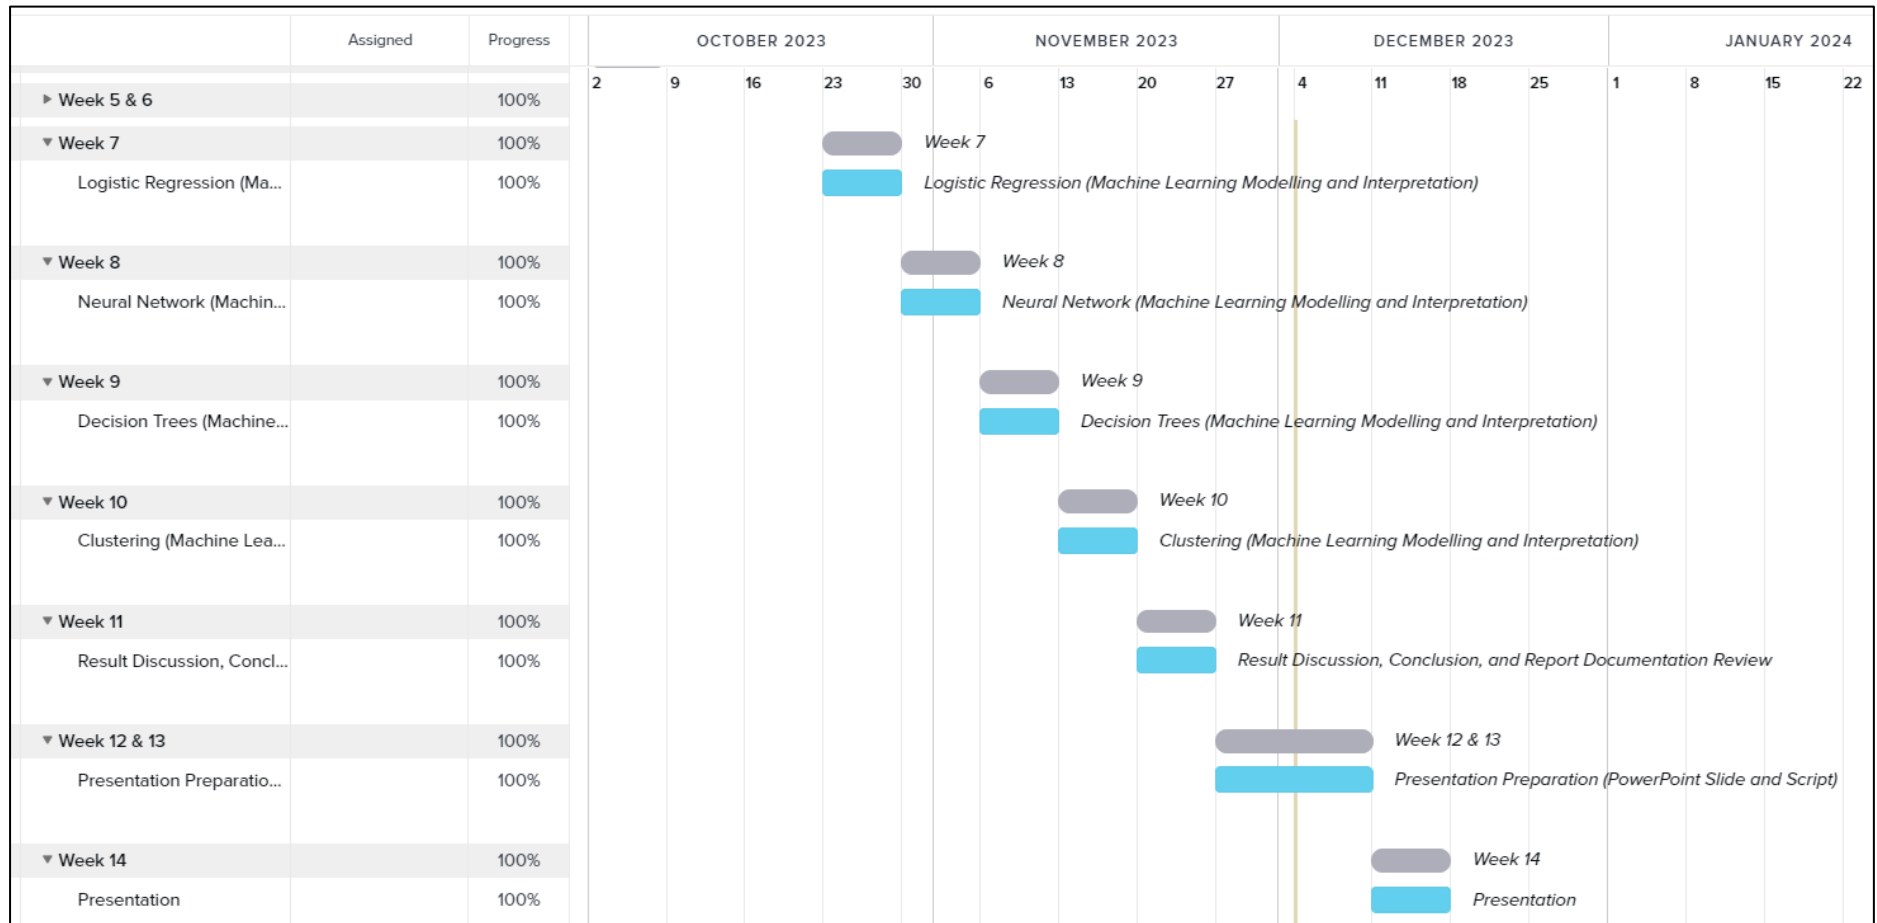 Assigned Progress OCTOBER 2023 NOVEMBER 2023 DECEMBER 2023 JANUARY 2024
2 9 16 23 30 6 13 20 27 4 11 18 25 1 8 15 22
Week 5 & 6 100%
Week 7 100% Week 7
Logistic Regression (Ma... 100% Logistic Regression (Machine Learning Modelling and Interpretation)
Week 8 100% Week 8
Neural Network (Machin... 100% Neural Network (Machine Learning Modelling and Interpretation)
Week 9 100% Week 9
Decision Trees (Machine... 100% Decision Trees (Machine Learning Modelling and Interpretation)
Week 10 100% Week 10
Clustering (Machine Lea... 100% Clustering (Machine Learning Modelling and Interpretation)
Week 11 100% Week 11
Result Discussion, Concl... 100% Result Discussion, Conclusion, and Report Documentation Review
Week 12 & 13 100% Week 12 & 13
Presentation Preparatio... 100% Presentation Preparation (PowerPoint Slide and Script)
Week 14 100% Week 14
Presentation 100% Presentation